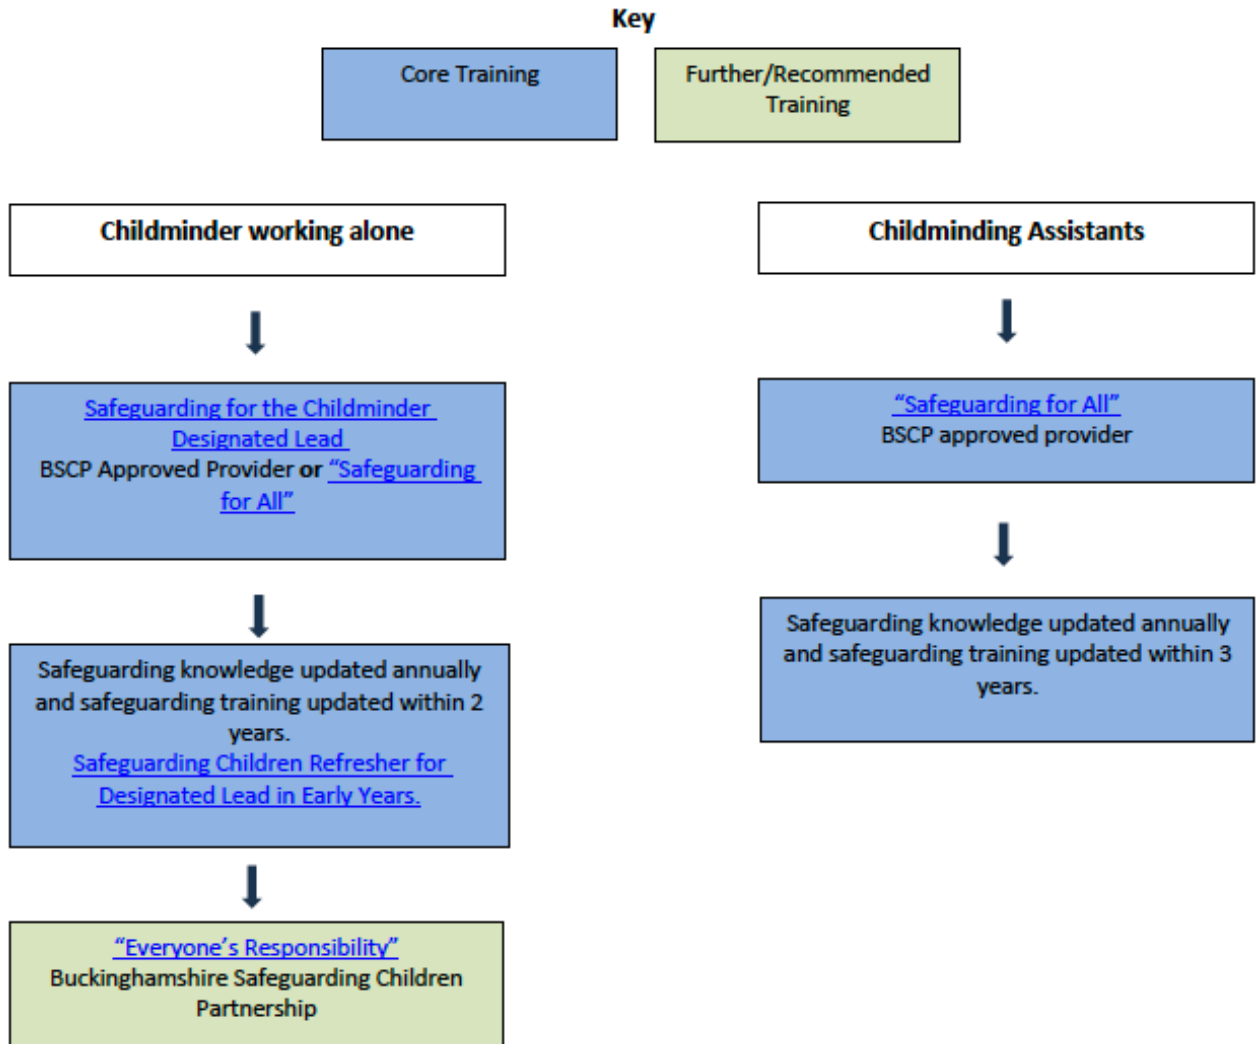 Key
Core Training
Further/Recommended
Training
Childminder working alone
Safeguarding for the Childminder
Designated Lead
BSCP Approved Provider or “Safeguarding
for All”
Safeguarding knowledge updated annually
and safeguarding training updated within 2
years.
Safeguarding Children Refresher for
Designated Lead in Early Years.
“Everyone’s Responsibility”
Buckinghamshire Safeguarding Children
Partnership
Childminding Assistants
“Safeguarding for All”
BSCP approved provider
Safeguarding knowledge updated annually
and safeguarding training updated within 3
years.